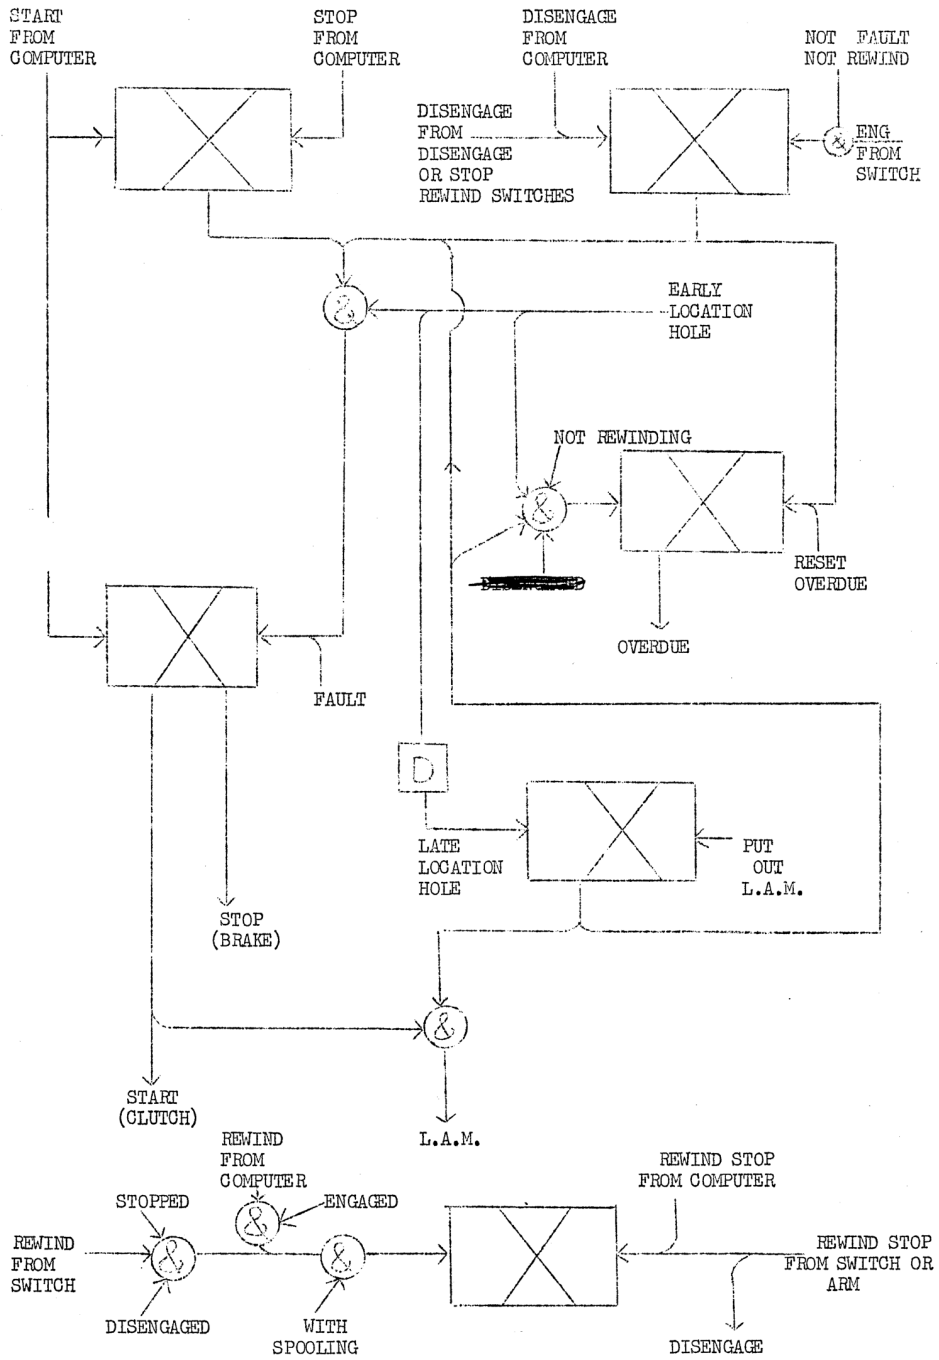 START
FROM
COMPUTER
STOP
FROM
COMPUTER
DISENGAGE
FROM
COMPUTER
NOT FAULT
NOT REWIND
DISENGAGE
FROM
DISENGAGE
OR STOP
REWIND SWITCHES
&
ENG
FROM
SWITCH
&
EARLY
LOCATION
HOLE
NOT REWINDING
&
RESET
OVERDUE
OVERDUE
FAULT
D
LATE
LOCATION
HOLE
PUT
OUT
L.A.M.
STOP
(BRAKE)
&
START
(CLUTCH)
L.A.M.
REWIND
FROM
COMPUTER
REWIND STOP
FROM COMPUTER
STOPPED
&
ENGAGED
REWIND
FROM
SWITCH
&
&
REWIND STOP
FROM SWITCH OR
ARM
DISENGAGED
WITH
SPOOLING
DISENGAGE